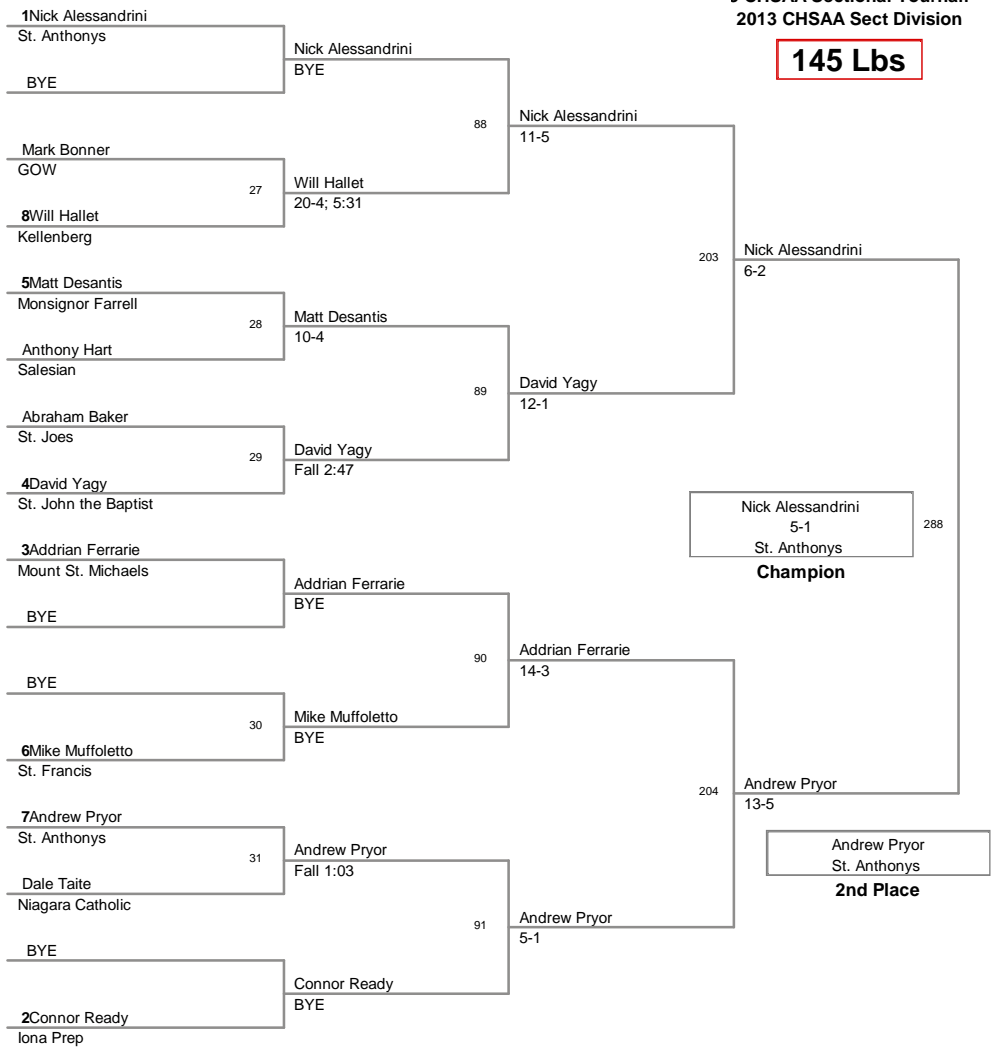 2013 CHSAA Sect Division
145 Lbs
1Nick Alessandrini
St. Anthonys
BYE
Mark Bonner
GOW
8Will Hallet
Kellenberg
5Matt Desantis
Monsignor Farrell
Anthony Hart
Salesian
Abraham Baker
St. Joes
4David Yagy
St. John the Baptist
3Addrian Ferrarie
Mount St. Michaels
BYE
BYE
6Mike Muffoletto
St. Francis
7Andrew Pryor
St. Anthonys
Dale Taite
Niagara Catholic
BYE
2Connor Ready
Iona Prep
27
28
29
30
31
Nick Alessandrini
BYE
Will Hallet
20-4; 5:31
Matt Desantis
10-4
David Yagy
Fall 2:47
Addrian Ferrarie
BYE
Mike Muffoletto
BYE
Andrew Pryor
Fall 1:03
Connor Ready
BYE
88
89
90
91
Nick Alessandrini
11-5
David Yagy
12-1
Addrian Ferrarie
14-3
Andrew Pryor
5-1
203
204
Nick Alessandrini
6-2
Andrew Pryor
13-5
288
Nick Alessandrini
5-1
St. Anthonys
Champion
Andrew Pryor
St. Anthonys
2nd Place